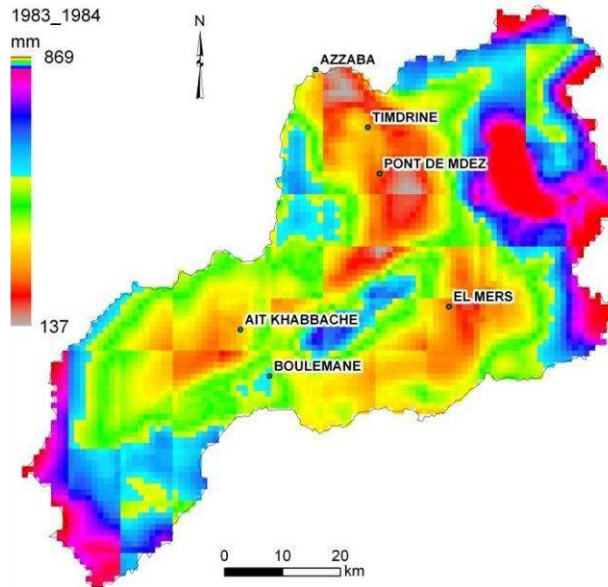 1983_1984
mm
869
137
N
AZZABA
TIMDRINE
PONT DE MDEZ
EL MERS
AIT KHABBACHE
BOULEMANE
0 10 20
km